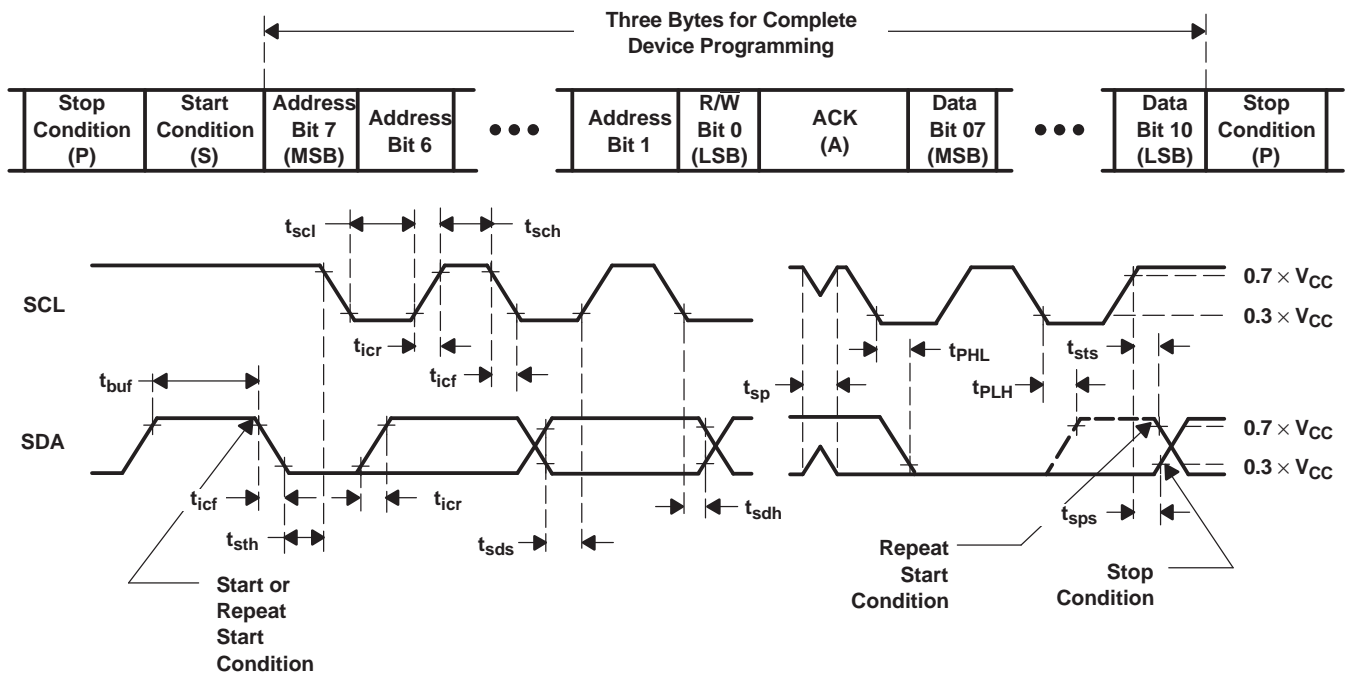 Three Bytes for Complete
Device Programming
Stop
Condition
(P)
Start
Condition
(S)
Address
Bit 7
(MSB)
Address
Bit 6
•••
Address
Bit 1
R/W̅
Bit 0
(LSB)
ACK
(A)
Data
Bit 07
(MSB)
•••
Data
Bit 10
(LSB)
Stop
Condition
(P)
tscl
tsch
SCL
0.7 × VCC
0.3 × VCC
ticr
ticf
tbuf
tsp
tPHL
tPLH
tsts
SDA
0.7 × VCC
0.3 × VCC
ticf
ticr
tsth
tsds
tsdh
tsps
Start or
Repeat
Start
Condition
Repeat
Start
Condition
Stop
Condition